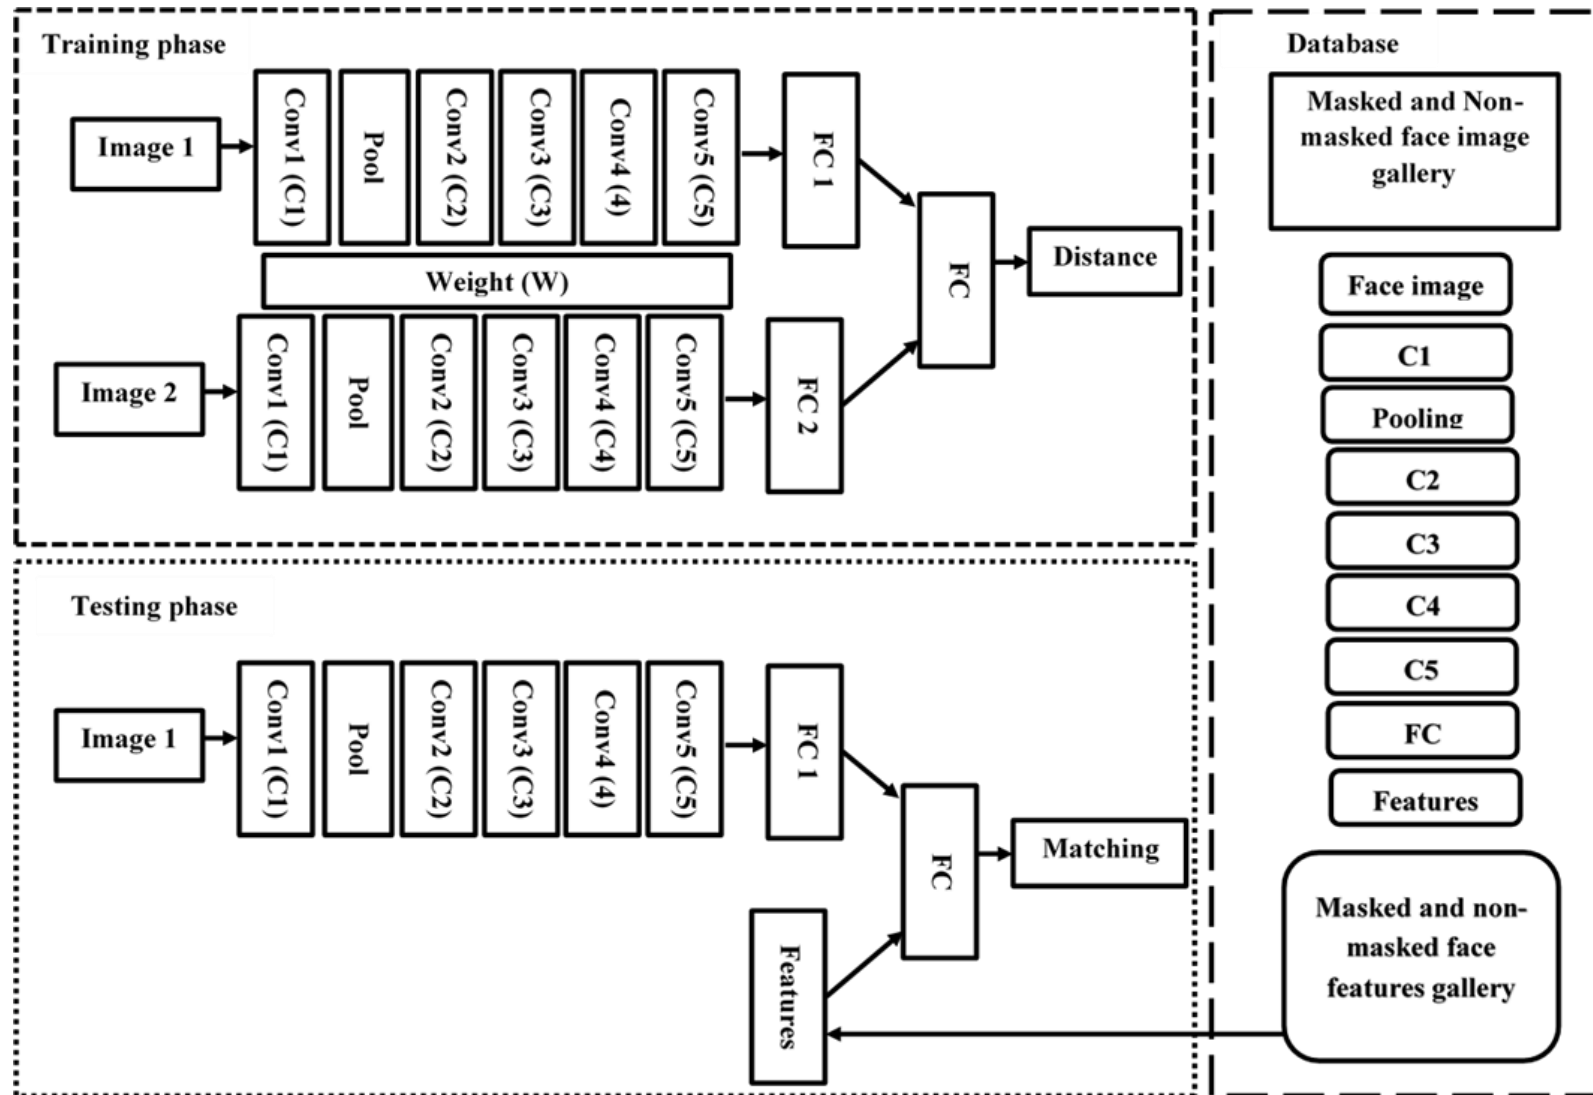 Training phase
Image 1
Conv1 (C1)
Pool
Conv2 (C2)
Conv3 (C3)
Conv4 (4)
Conv5 (C5)
FC 1
Weight (W)
Image 2
Conv1 (C1)
Pool
Conv2 (C2)
Conv3 (C3)
Conv4 (C4)
Conv5 (C5)
FC 2
FC
Distance
Testing phase
Image 1
Conv1 (C1)
Pool
Conv2 (C2)
Conv3 (C3)
Conv4 (4)
Conv5 (C5)
FC 1
Features
FC
Matching
Database
Masked and Non-
masked face image
gallery
Face image
C1
Pooling
C2
C3
C4
C5
FC
Features
Masked and non-
masked face
features gallery